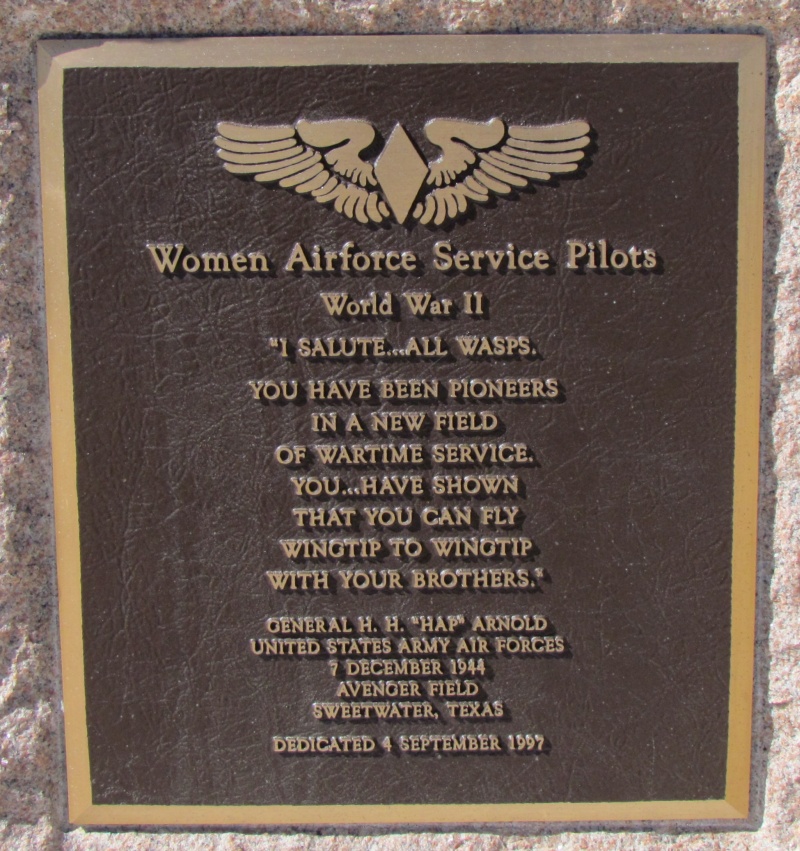 Women Airforce Service Pilots
World War II
"I SALUTE...ALL WASPS.
YOU HAVE BEEN PIONEERS
IN A NEW FIELD
OF WARTIME SERVICE.
YOU...HAVE SHOWN
THAT YOU CAN FLY
WINGTIP TO WINGTIP
WITH YOUR BROTHERS."
GENERAL H. H. "HAP" ARNOLD
UNITED STATES ARMY AIR FORCES
7 DECEMBER 1944
AVENGER FIELD
SWEETWATER, TEXAS
DEDICATED 4 SEPTEMBER 1997